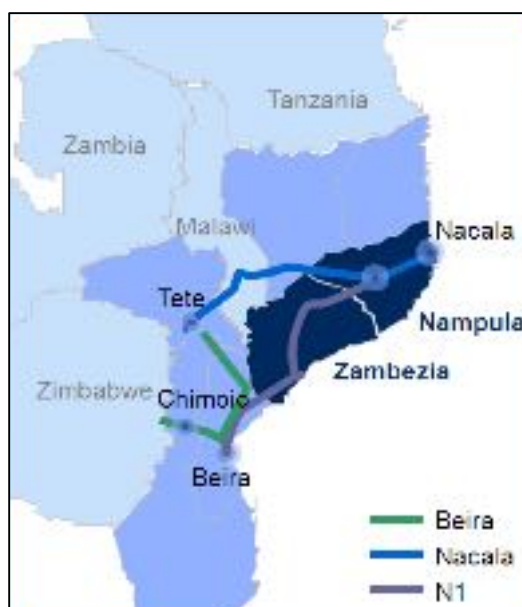 Tanzania
Zambia
Malawi
Nacala
Tete
Nampula
Zambezia
Zimbabwe
Chimoio
Beira
Beira
Nacala
N1